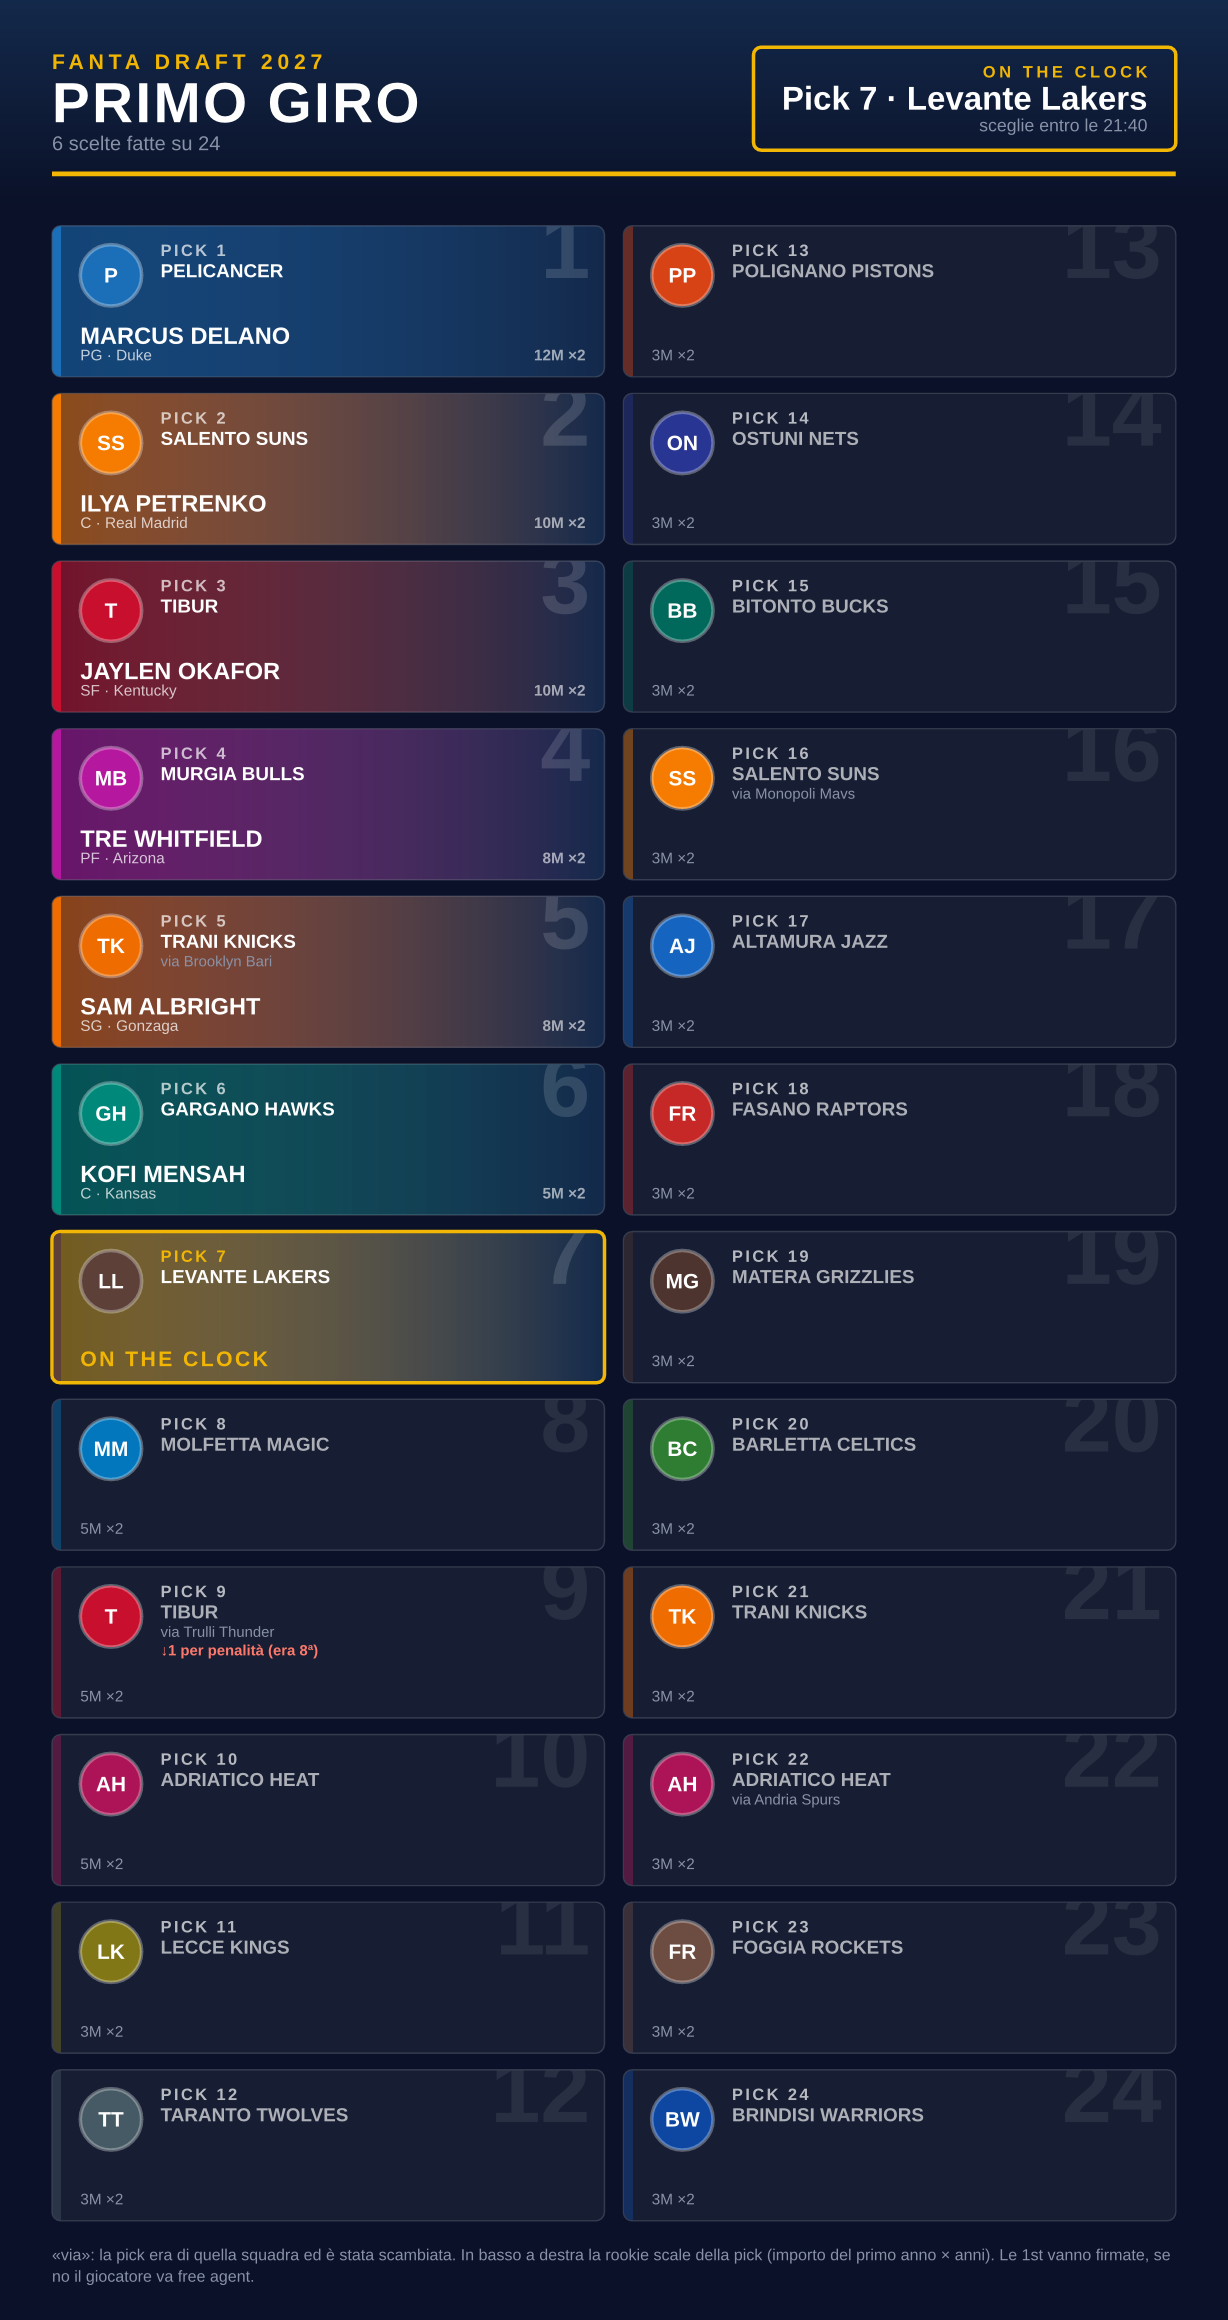 FANTA DRAFT 2027
PRIMO GIRO
6 scelte fatte su 24
ON THE CLOCK
Pick 7 · Levante Lakers
sceglie entro le 21:40
1
P
PICK 1
PELICANCER
MARCUS DELANO
PG · Duke
12M ×2
2
SS
PICK 2
SALENTO SUNS
ILYA PETRENKO
C · Real Madrid
10M ×2
3
T
PICK 3
TIBUR
JAYLEN OKAFOR
SF · Kentucky
10M ×2
4
MB
PICK 4
MURGIA BULLS
TRE WHITFIELD
PF · Arizona
8M ×2
5
TK
PICK 5
TRANI KNICKS
via Brooklyn Bari
SAM ALBRIGHT
SG · Gonzaga
8M ×2
6
GH
PICK 6
GARGANO HAWKS
KOFI MENSAH
C · Kansas
5M ×2
7
LL
PICK 7
LEVANTE LAKERS
ON THE CLOCK
8
MM
PICK 8
MOLFETTA MAGIC
5M ×2
9
T
PICK 9
TIBUR
via Trulli Thunder
↓1 per penalità (era 8ª)
5M ×2
10
AH
PICK 10
ADRIATICO HEAT
5M ×2
11
LK
PICK 11
LECCE KINGS
3M ×2
12
TT
PICK 12
TARANTO TWOLVES
3M ×2
13
PP
PICK 13
POLIGNANO PISTONS
3M ×2
14
ON
PICK 14
OSTUNI NETS
3M ×2
15
BB
PICK 15
BITONTO BUCKS
3M ×2
16
SS
PICK 16
SALENTO SUNS
via Monopoli Mavs
3M ×2
17
AJ
PICK 17
ALTAMURA JAZZ
3M ×2
18
FR
PICK 18
FASANO RAPTORS
3M ×2
19
MG
PICK 19
MATERA GRIZZLIES
3M ×2
20
BC
PICK 20
BARLETTA CELTICS
3M ×2
21
TK
PICK 21
TRANI KNICKS
3M ×2
22
AH
PICK 22
ADRIATICO HEAT
via Andria Spurs
3M ×2
23
FR
PICK 23
FOGGIA ROCKETS
3M ×2
24
BW
PICK 24
BRINDISI WARRIORS
3M ×2
«via»: la pick era di quella squadra ed è stata scambiata. In basso a destra la rookie scale della pick (importo del primo anno × anni). Le 1st vanno firmate, se
no il giocatore va free agent.